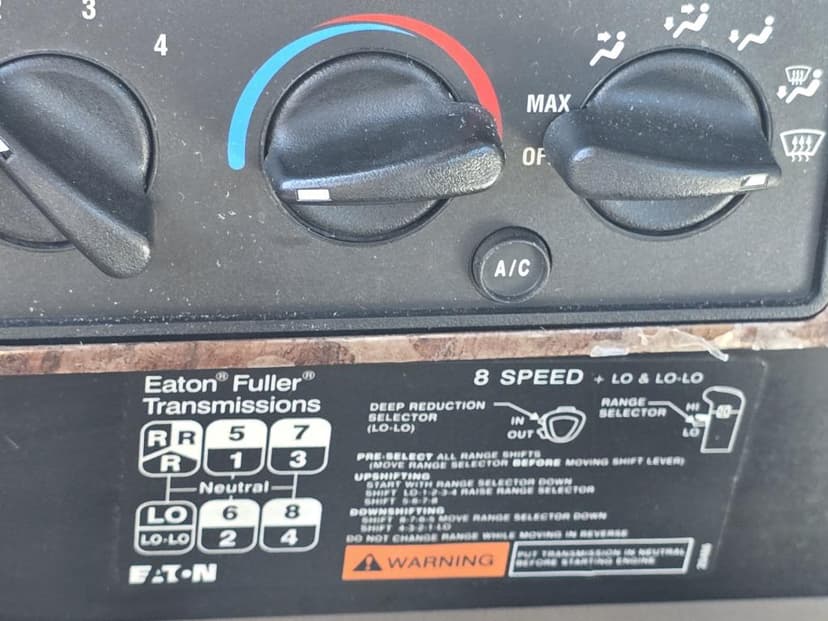 3
4
MAX
A/C
Eaton® Fuller®
Transmissions
8 SPEED + LO & LO-LO
DEEP REDUCTION
SELECTOR
(LO-LO)
IN
OUT
RANGE
SELECTOR
HI
LO
R R 5 7
R 1 3
Neutral
LO 6 8
LO-LO 2 4
PRE-SELECT ALL RANGE SHIFTS
(MOVE RANGE SELECTOR BEFORE MOVING SHIFT LEVER)
UPSHIFTING
START WITH RANGE SELECTOR DOWN
SHIFT LO-1-2-3-4 RAISE RANGE SELECTOR
SHIFT 5-6-7-8
DOWNSHIFTING
SHIFT 8-7-6-5 MOVE RANGE SELECTOR DOWN
SHIFT 4-3-2-1-LO
DO NOT CHANGE RANGE WHILE MOVING IN REVERSE
WARNING
PUT TRANSMISSION IN NEUTRAL
BEFORE STARTING ENGINE
EATON